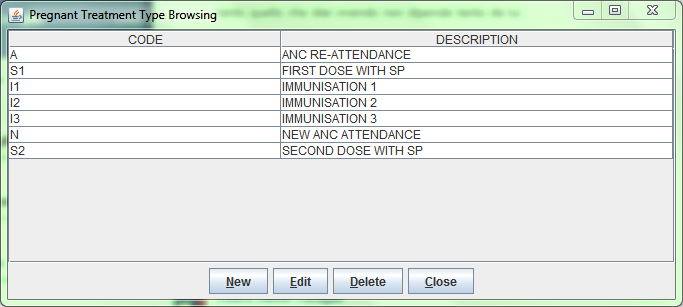 Pregnant Treatment Type Browsing
CODE DESCRIPTION
A ANC RE-ATTENDANCE
S1 FIRST DOSE WITH SP
I1 IMMUNISATION 1
I2 IMMUNISATION 2
I3 IMMUNISATION 3
N NEW ANC ATTENDANCE
S2 SECOND DOSE WITH SP
New Edit Delete Close